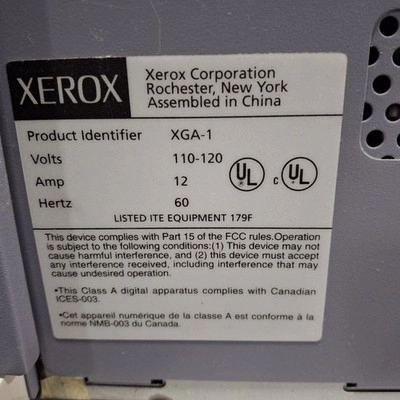 XEROX
Xerox Corporation
Rochester, New York
Assembled in China
Product Identifier XGA-1
Volts 110-120
Amp 12
Hertz 60
UL
c UL
LISTED ITE EQUIPMENT 179F
This device complies with Part 15 of the FCC rules.Operation
is subject to the following conditions:(1) This device may not
cause harmful interference, and (2) this device must accept
any interference received, including interference that may
cause undesired operation.
•This Class A digital apparatus complies with Canadian
ICES-003.
•Cet appareil numérique de la classe A est conforme à la
norme NMB-003 du Canada.